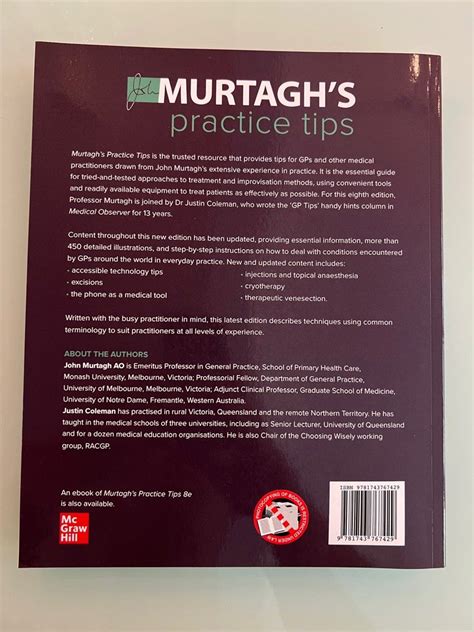 John
MURTAGH'S
practice tips
Murtagh's Practice Tips is the trusted resource that provides tips for GPs and other medical
practitioners drawn from John Murtagh's extensive experience in practice. It is the essential guide
for tried-and-tested approaches to treatment and improvisation methods, using convenient tools
and readily available equipment to treat patients as effectively as possible. For this eighth edition,
Professor Murtagh is joined by Dr Justin Coleman, who wrote the 'GP Tips' handy hints column in
Medical Observer for 13 years.
Content throughout this new edition has been updated, providing essential information, more than
450 detailed illustrations, and step-by-step instructions on how to deal with conditions encountered
by GPs around the world in everyday practice. New and updated content includes:
• accessible technology tips
• excisions
• the phone as a medical tool
• injections and topical anaesthesia
• cryotherapy
• therapeutic venesection.
Written with the busy practitioner in mind, this latest edition describes techniques using common
terminology to suit practitioners at all levels of experience.
ABOUT THE AUTHORS
John Murtagh AO is Emeritus Professor in General Practice, School of Primary Health Care,
Monash University, Melbourne, Victoria; Professorial Fellow, Department of General Practice,
University of Melbourne, Melbourne, Victoria; Adjunct Clinical Professor, Graduate School of Medicine,
University of Notre Dame, Fremantle, Western Australia.
Justin Coleman has practised in rural Victoria, Queensland and the remote Northern Territory. He has
taught in the medical schools of three universities, including as Senior Lecturer, University of Queensland
and for a dozen medical education organisations. He is also Chair of the Choosing Wisely working
group, RACGP.
An ebook of Murtagh's Practice Tips 8e
is also available.
Mc
Graw
Hill
PHOTOCOPYING OF BOOKS IS RESTRICTED UNDER LAW
ISBN 9781743767429
9 781743 767429